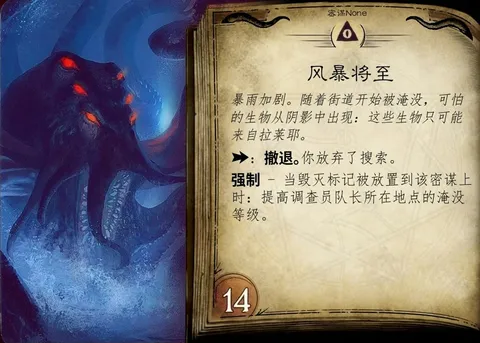 密谋None
0
风暴将至
暴雨加剧。随着街道开始被淹没，可怕
的生物从阴影中出现：这些生物只可能
来自拉莱耶。
：撤退。你放弃了搜索。
强制 – 当毁灭标记被放置到该密谋上
时：提高调查员队长所在地点的淹没
等级。
14